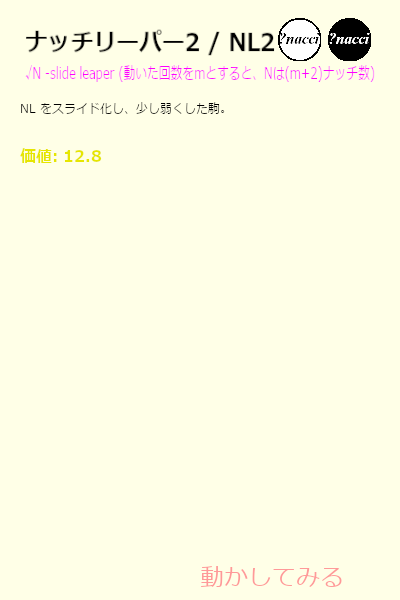 ナッチリーパー2 / NL2 ?nacci ?nacci
√N -slide leaper (動いた回数をmとすると、Nは(m+2)ナッチ数)
NL をスライド化し、少し弱くした駒。
価値: 12.8
動かしてみる